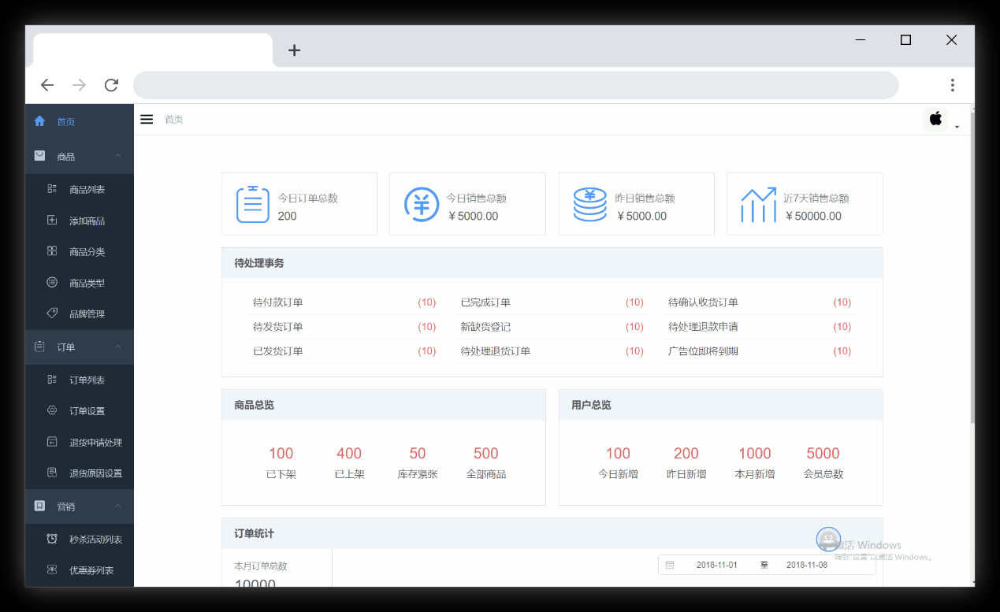 首页
首页
商品
商品列表
添加商品
商品分类
商品类型
品牌管理
订单
订单列表
订单设置
退货申请处理
退货原因设置
营销
秒杀活动列表
优惠券列表
今日订单总数
200
今日销售总额
￥5000.00
昨日销售总额
￥5000.00
近7天销售总额
￥50000.00
待处理事务
待付款订单 (10) 已完成订单 (10) 待确认收货订单 (10)
待发货订单 (10) 新缺货登记 (10) 待处理退款申请 (10)
已发货订单 (10) 待处理退货订单 (10) 广告位即将到期 (10)
商品总览
100 400 50 500
已下架 已上架 库存紧张 全部商品
用户总览
100 200 1000 5000
今日新增 昨日新增 本月新增 会员总数
订单统计
本月订单总数
10000
2018-11-01 至 2018-11-08
激活 Windows
转到"设置"以激活 Windows。